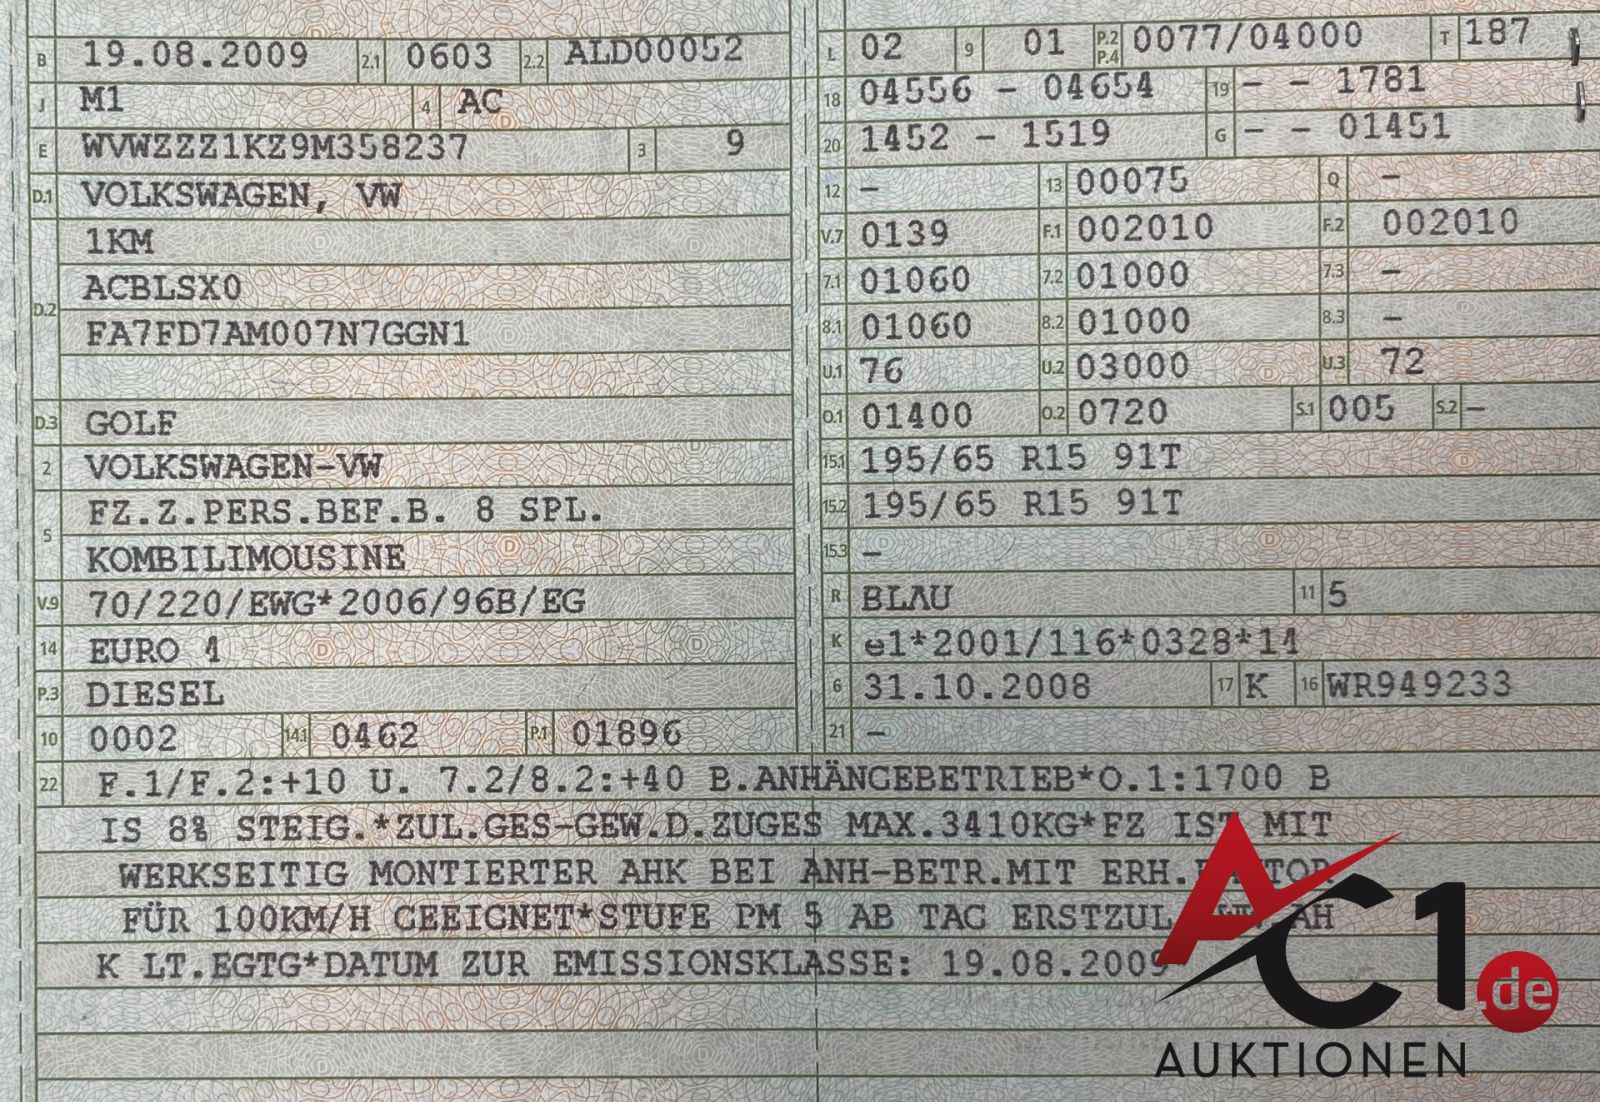 B 19.08.2009 2.1 0603 2.2 ALD00052
J M1 4 AC
E WVWZZZ1KZ9M358237 3 9
D.1 VOLKSWAGEN, VW
1KM
D.2 ACBLSX0
FA7FD7AM007N7GGN1
D.3 GOLF
2 VOLKSWAGEN-VW
5 FZ.Z.PERS.BEF.B. 8 SPL.
KOMBILIMOUSINE
V.9 70/220/EWG*2006/96B/EG
14 EURO 4
P.3 DIESEL
10 0002 14.1 0462 P.1 01896
L 02 9 01 P.2 P.4 0077/04000 T 187
18 04556 - 04654 19 - - 1781
20 1452 - 1519 G - - 01451
12 - 13 00075 Q -
V.7 0139 F.1 002010 F.2 002010
7.1 01060 7.2 01000 7.3 -
8.1 01060 8.2 01000 8.3 -
U.1 76 U.2 03000 U.3 72
O.1 01400 O.2 0720 S.1 005 S.2 -
15.1 195/65 R15 91T
15.2 195/65 R15 91T
15.3 -
R BLAU 11 5
K e1*2001/116*0328*14
6 31.10.2008 17 K 16 WR949233
21 -
22 F.1/F.2:+10 U. 7.2/8.2:+40 B.ANHÄNGEBETRIEB*O.1:1700 B
IS 8% STEIG.*ZUL.GES-GEW.D.ZUGES MAX.3410KG*FZ IST MIT
WERKSEITIG MONTIERTER AHK BEI ANH-BETR.MIT ERH.
FÜR 100KM/H GEEIGNET*STUFE PM 5 AB TAG ERSTZUL
K LT.EGTG*DATUM ZUR EMISSIONSKLASSE: 19.08.2009
AC1.de
AUKTIONEN